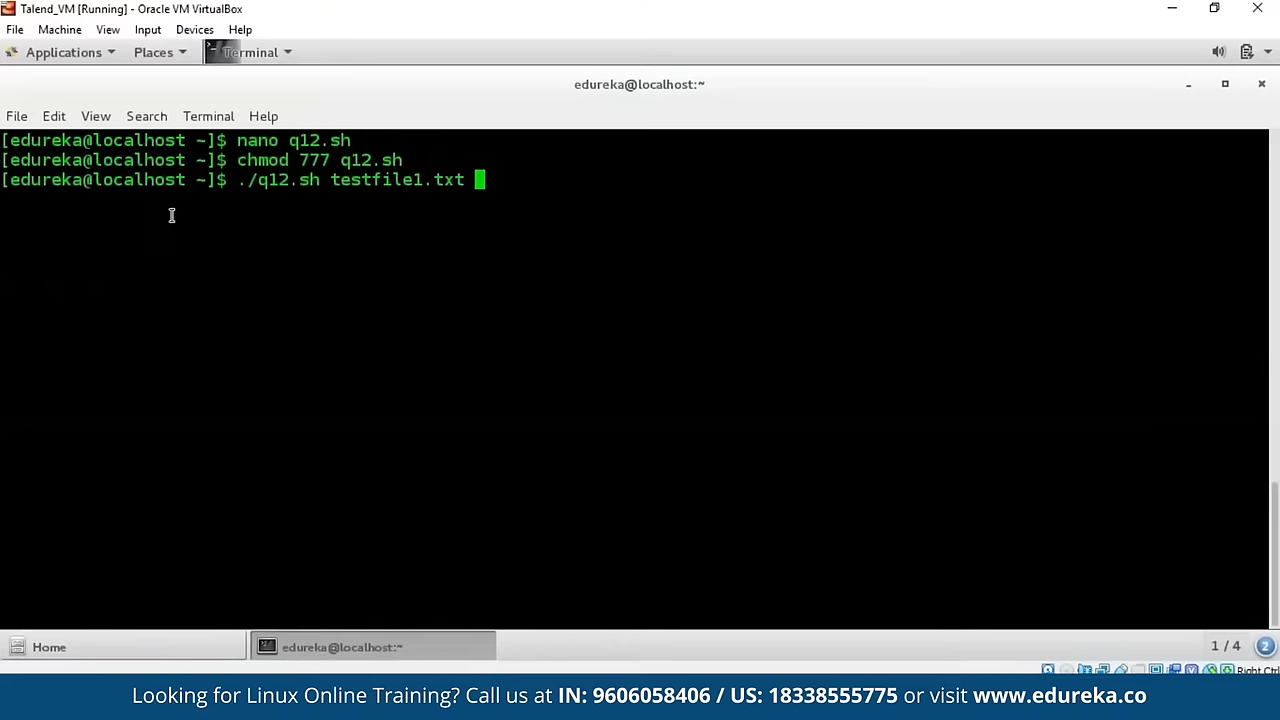 Talend_VM [Running] - Oracle VM VirtualBox
File Machine View Input Devices Help
Applications Places Terminal
edureka@localhost:~
File Edit View Search Terminal Help
[edureka@localhost ~]$ nano q12.sh
[edureka@localhost ~]$ chmod 777 q12.sh
[edureka@localhost ~]$ ./q12.sh testfile1.txt
Home edureka@localhost:~ 1 / 4 2
Right Ctrl
Looking for Linux Online Training? Call us at IN: 9606058406 / US: 18338555775 or visit www.edureka.co